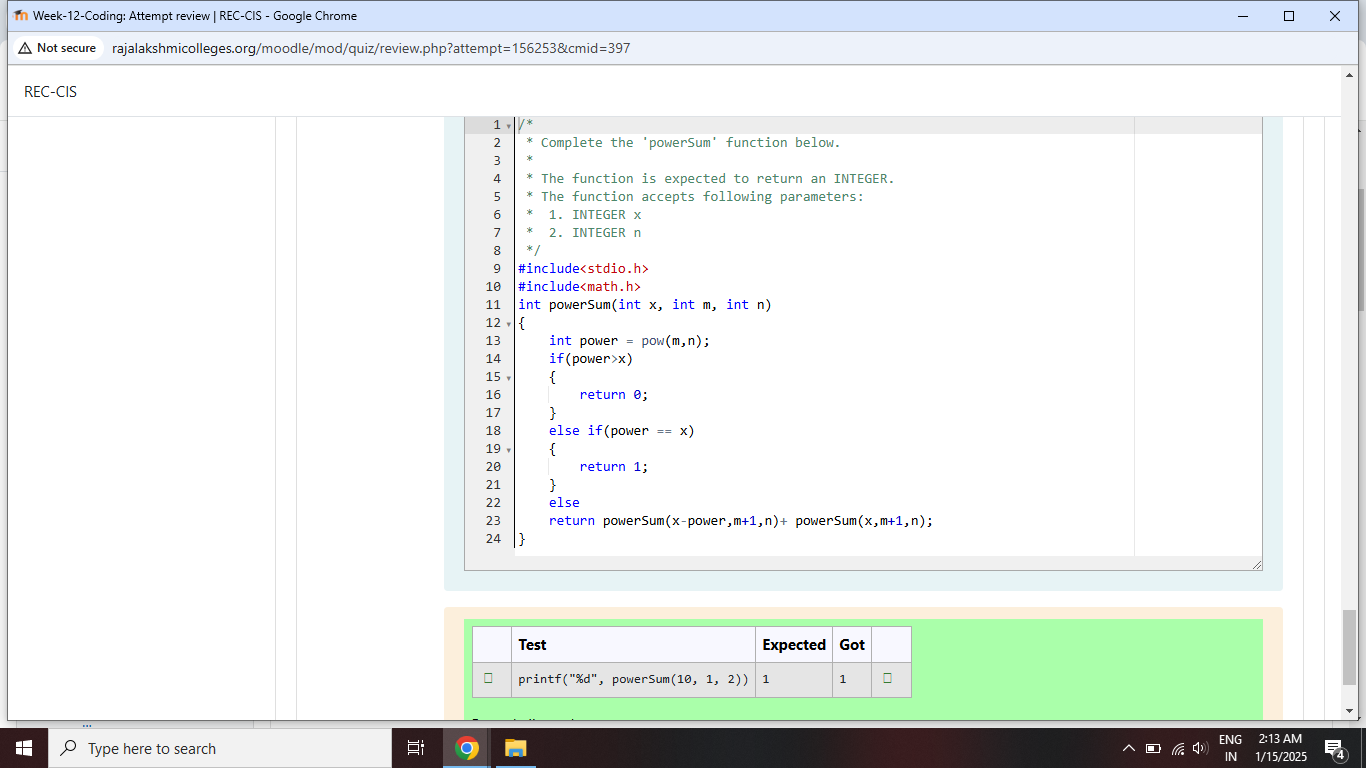 Week-12-Coding: Attempt review | REC-CIS - Google Chrome
Not secure rajalakshmicolleges.org/moodle/mod/quiz/review.php?attempt=156253&cmid=397
REC-CIS
1 /*
2 * Complete the 'powerSum' function below.
3 *
4 * The function is expected to return an INTEGER.
5 * The function accepts following parameters:
6 * 1. INTEGER x
7 * 2. INTEGER n
8 */
9 #include<stdio.h>
10 #include<math.h>
11 int powerSum(int x, int m, int n)
12 {
13 int power = pow(m,n);
14 if(power>x)
15 {
16 return 0;
17 }
18 else if(power == x)
19 {
20 return 1;
21 }
22 else
23 return powerSum(x-power,m+1,n)+ powerSum(x,m+1,n);
24 }
Test Expected Got
printf("%d", powerSum(10, 1, 2)) 1 1
...
Type here to search
ENG 2:13 AM
IN 1/15/2025 4